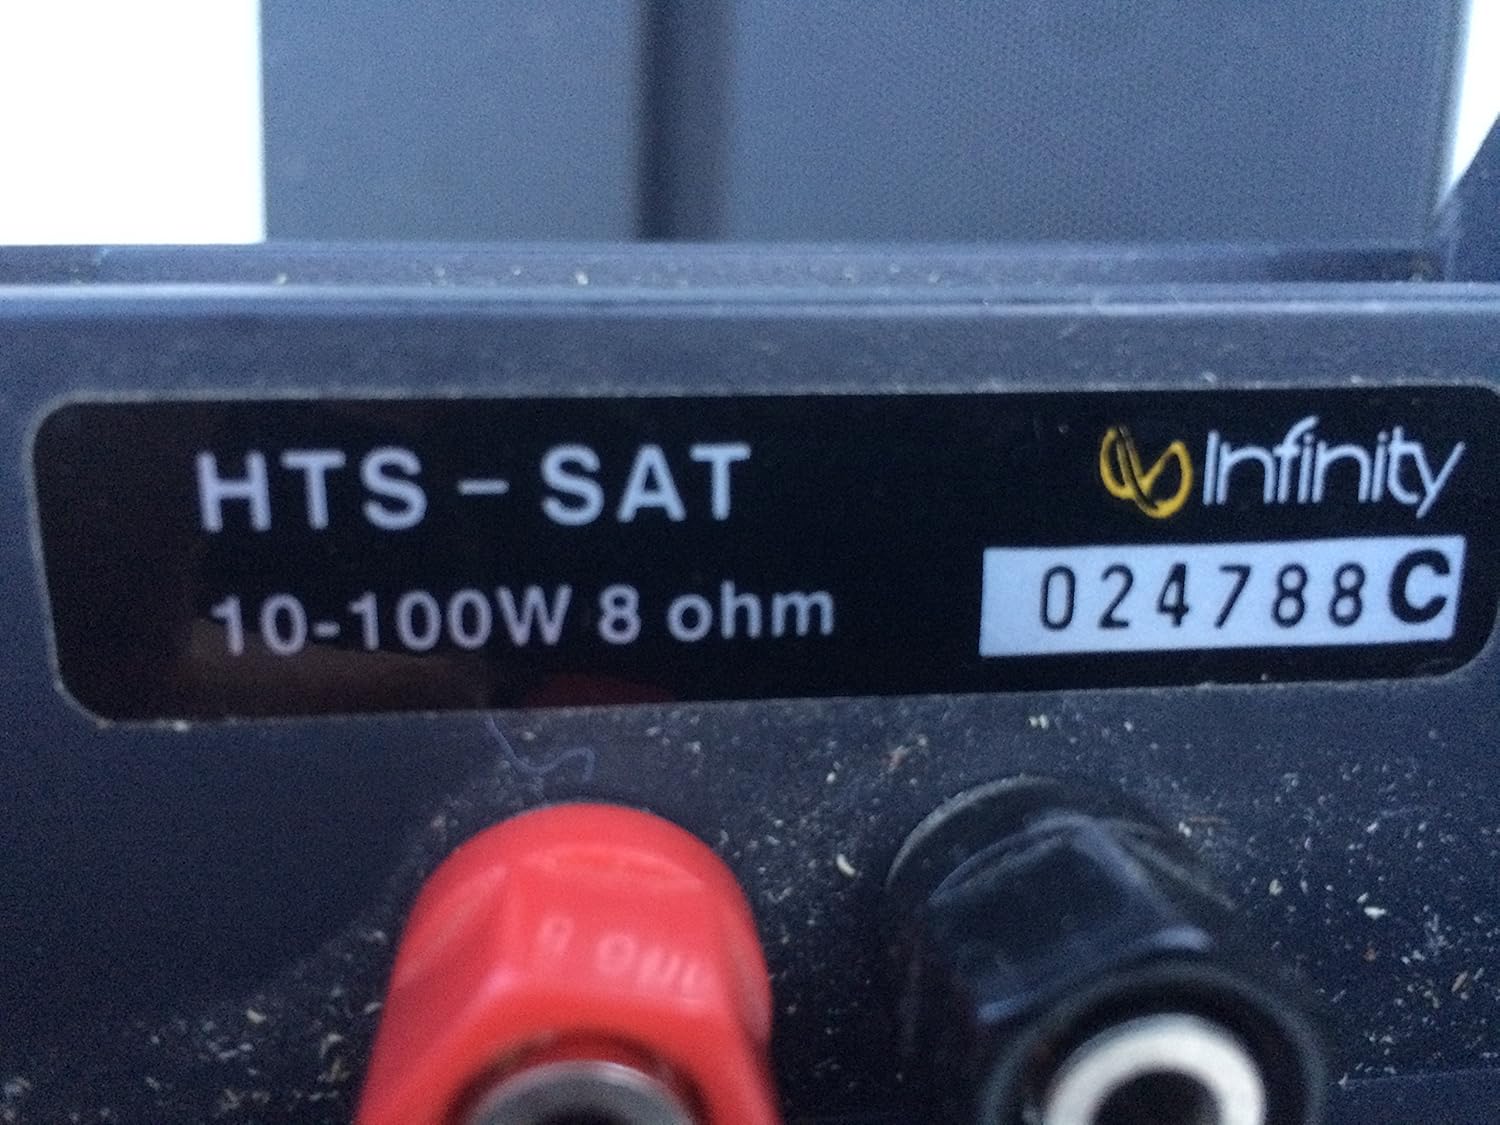 HTS - SAT
Infinity
10-100W 8 ohm
024788C